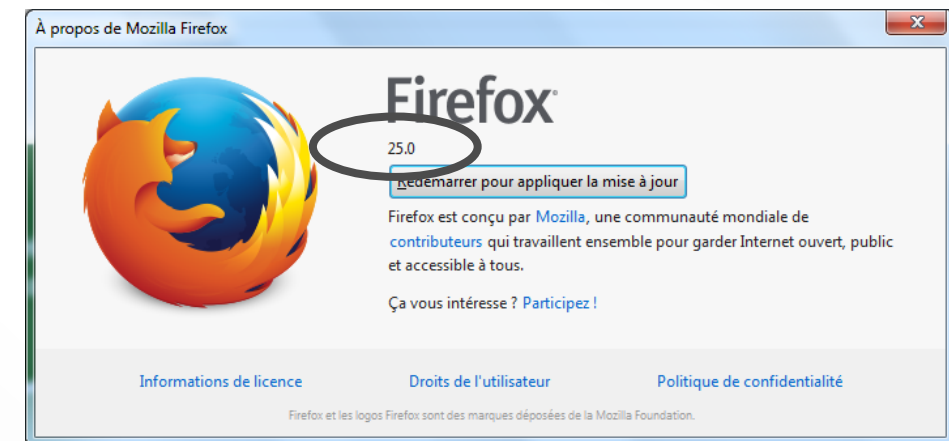 À propos de Mozilla Firefox
Firefox
25.0
Redémarrer pour appliquer la mise à jour
Firefox est conçu par Mozilla, une communauté mondiale de
contributeurs qui travaillent ensemble pour garder Internet ouvert, public
et accessible à tous.
Ça vous intéresse ? Participez !
Informations de licence Droits de l'utilisateur Politique de confidentialité
Firefox et les logos Firefox sont des marques déposées de la Mozilla Foundation.